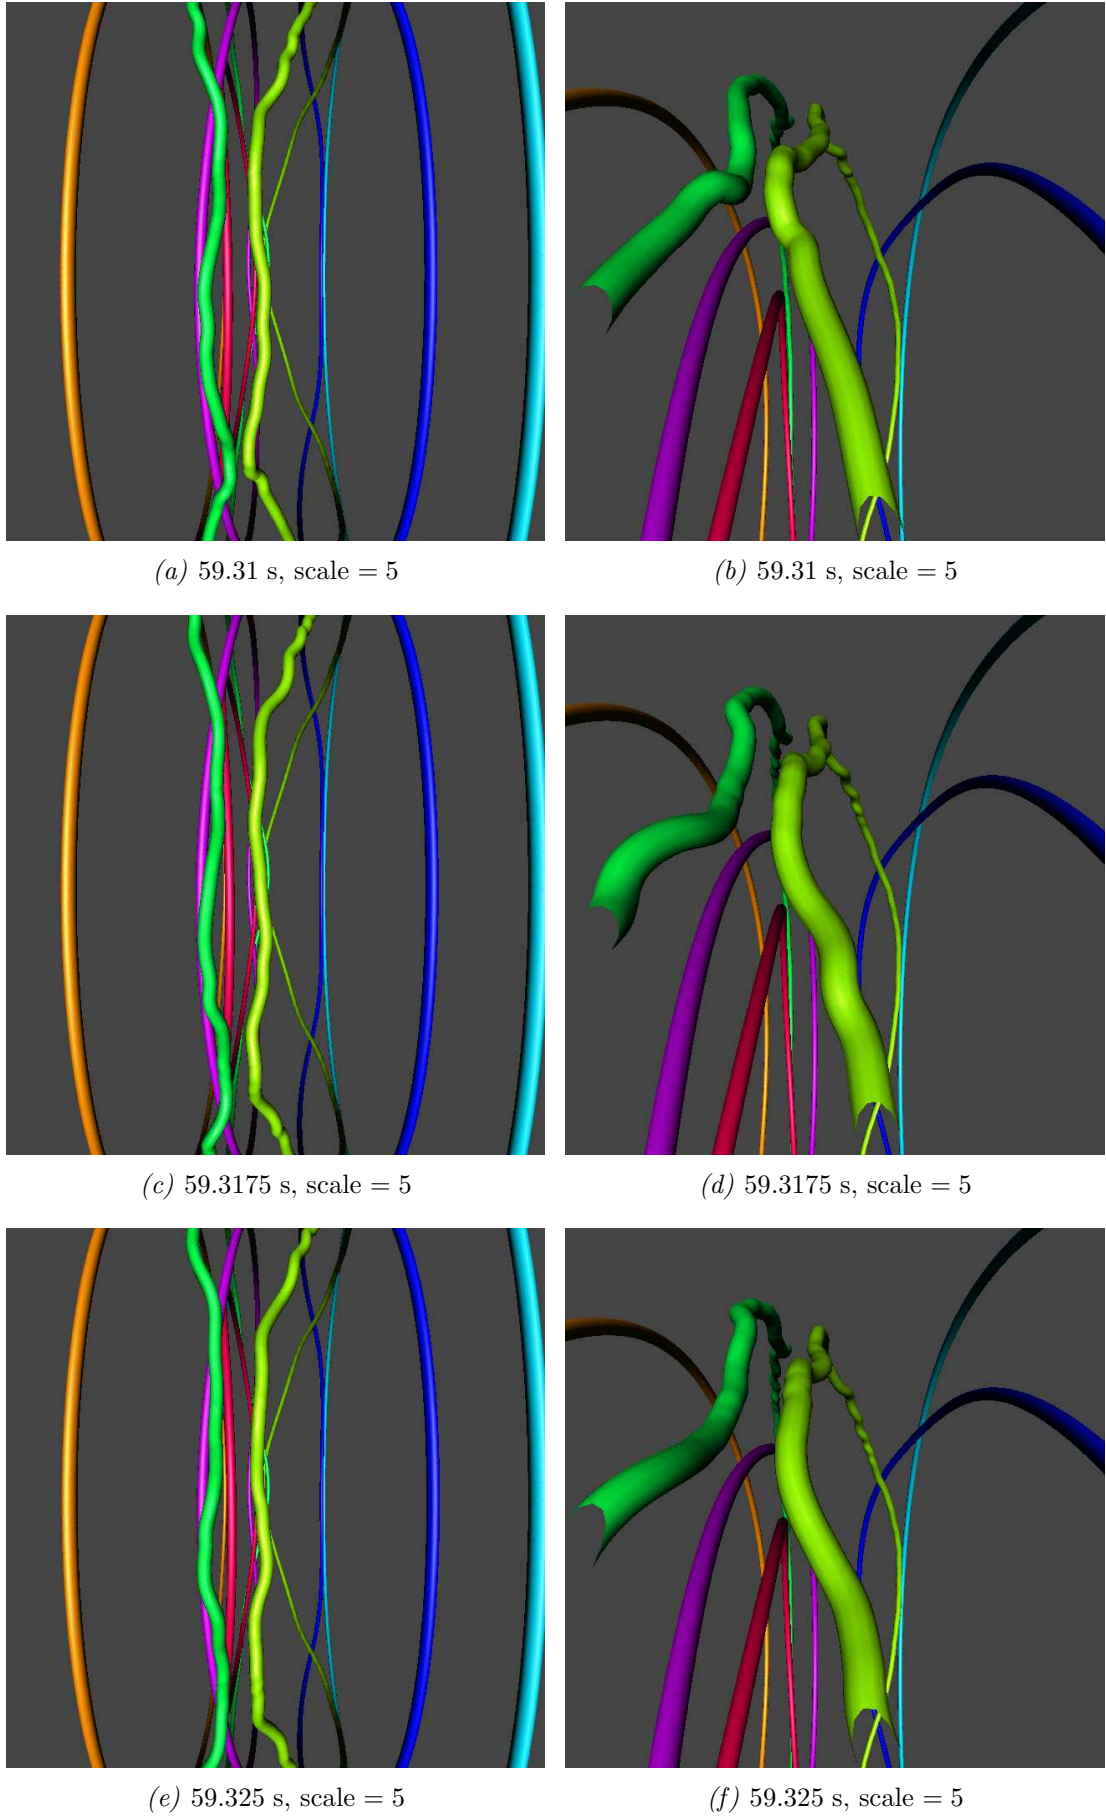 (a) 59.31 s, scale = 5
(b) 59.31 s, scale = 5
(c) 59.3175 s, scale = 5
(d) 59.3175 s, scale = 5
(e) 59.325 s, scale = 5
(f) 59.325 s, scale = 5